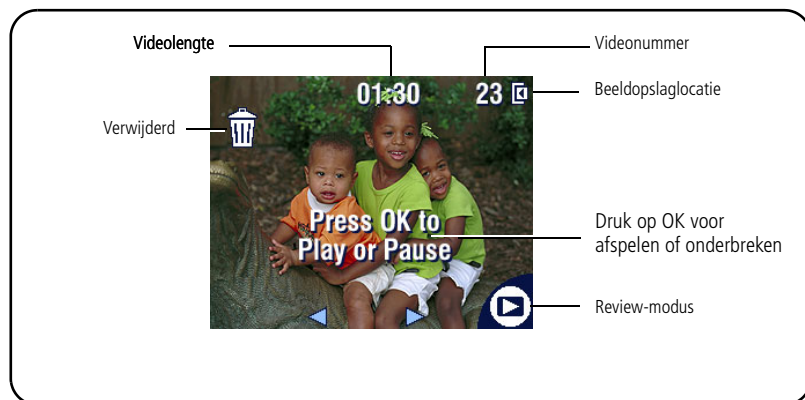 Videolengte
Videonummer
01:30
23
Beeldopslaglocatie
Verwijderd
Press OK to
Play or Pause
Druk op OK voor
afspelen of onderbreken
Review-modus